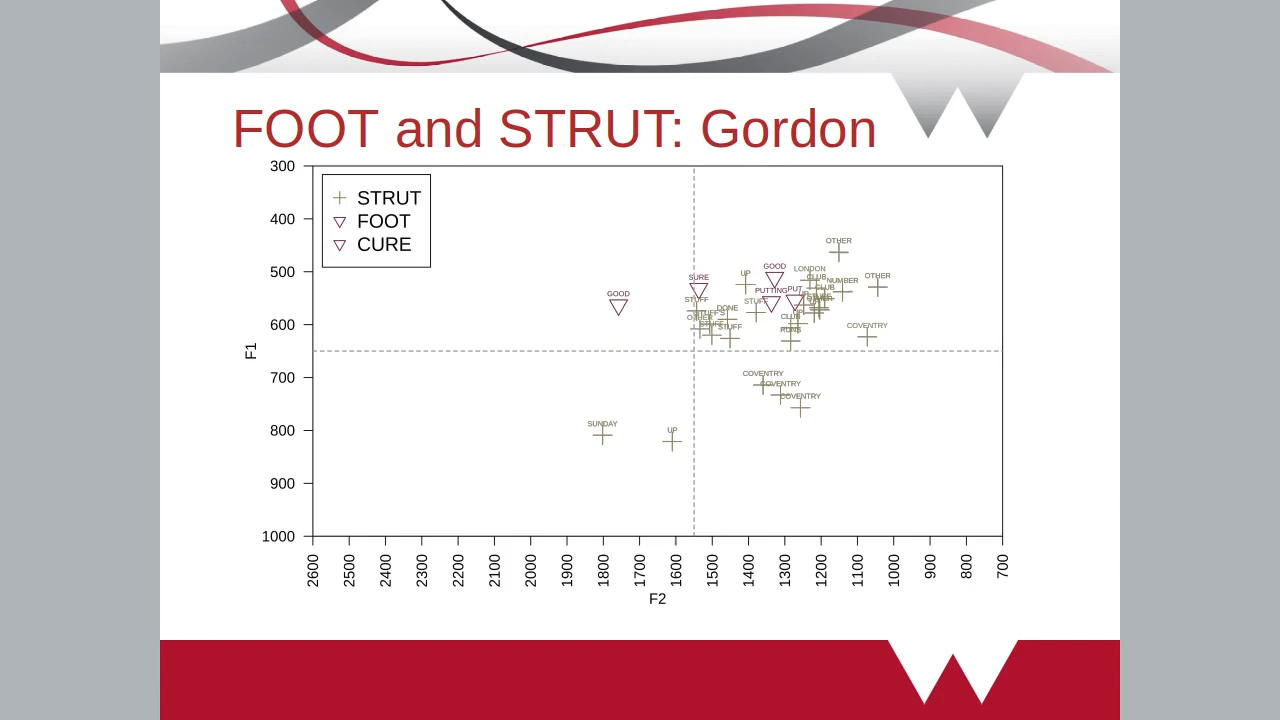 FOOT and STRUT: Gordon
300
400
500
600
700
800
900
1000
F1
STRUT
FOOT
CURE
OTHER
GOOD
LONDON
SURE
UP
CLUB
NUMBER
OTHER
GOOD
PUTTING
PUT
CLUB
STUFF
STUFF
DONE
OTHER
STUFF
STUFF
CLUB
COVENTRY
RUNS
COVENTRY
COVENTRY
COVENTRY
SUNDAY
UP
2600
2500
2400
2300
2200
2100
2000
1900
1800
1700
1600
1500
1400
1300
1200
1100
1000
900
800
700
F2